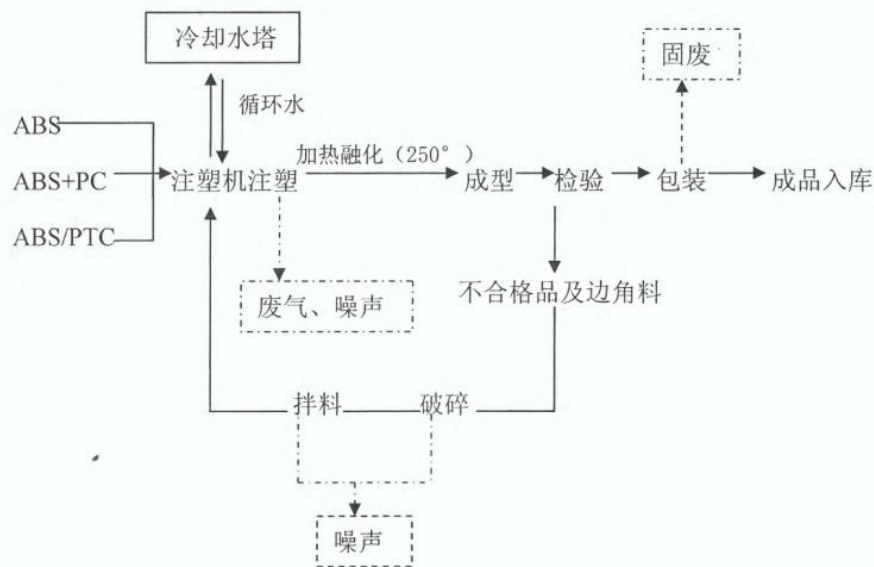 冷却水塔
固废
循环水
ABS
加热融化（250°）
ABS+PC
注塑机注塑
成型
检验
包装
成品入库
ABS/PTC
废气、噪声
不合格品及边角料
拌料
破碎
噪声